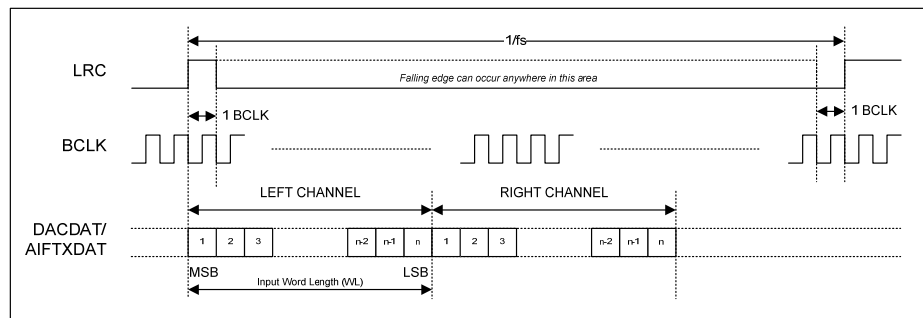 1/fs
LRC
Falling edge can occur anywhere in this area
1 BCLK
1 BCLK
BCLK
LEFT CHANNEL
RIGHT CHANNEL
DACDAT/
AIFTXDAT
1 2 3 n-2 n-1 n 1 2 3 n-2 n-1 n
MSB
LSB
Input Word Length (WL)